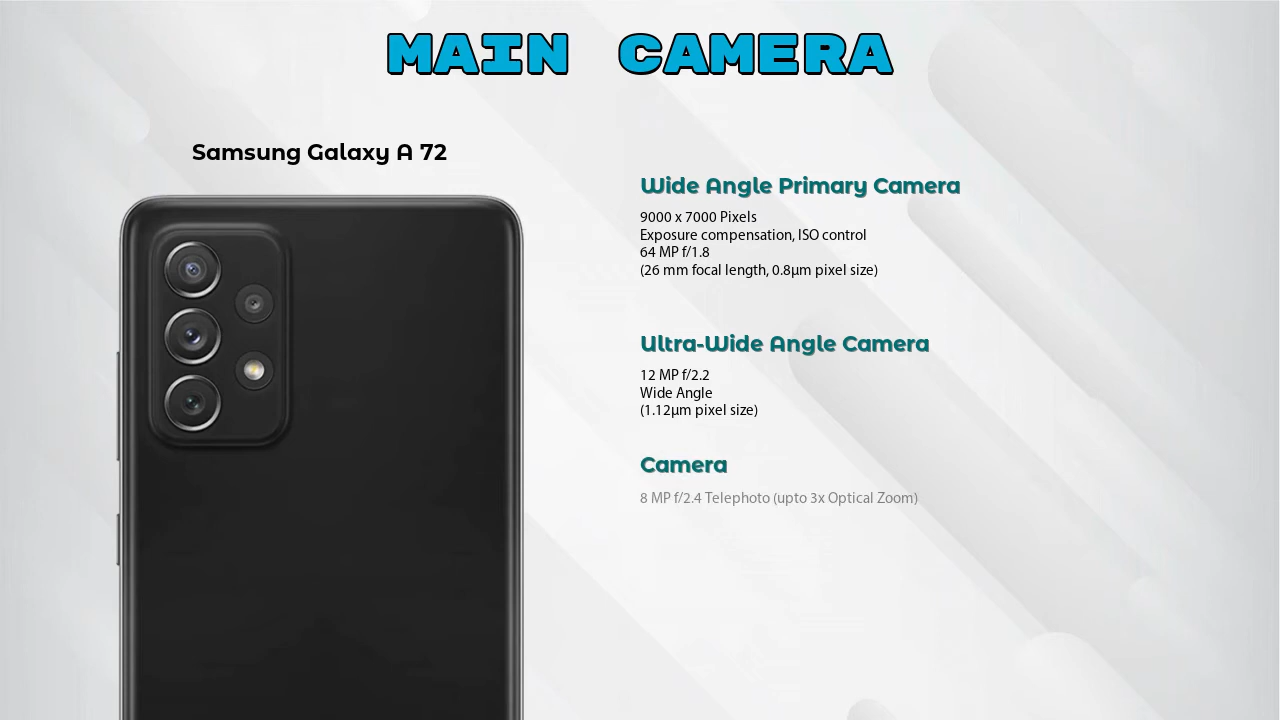 MAIN CAMERA
Samsung Galaxy A 72
Wide Angle Primary Camera
9000 x 7000 Pixels
Exposure compensation, ISO control
64 MP f/1.8
(26 mm focal length, 0.8µm pixel size)
Ultra-Wide Angle Camera
12 MP f/2.2
Wide Angle
(1.12µm pixel size)
Camera
8 MP f/2.4 Telephoto (upto 3x Optical Zoom)